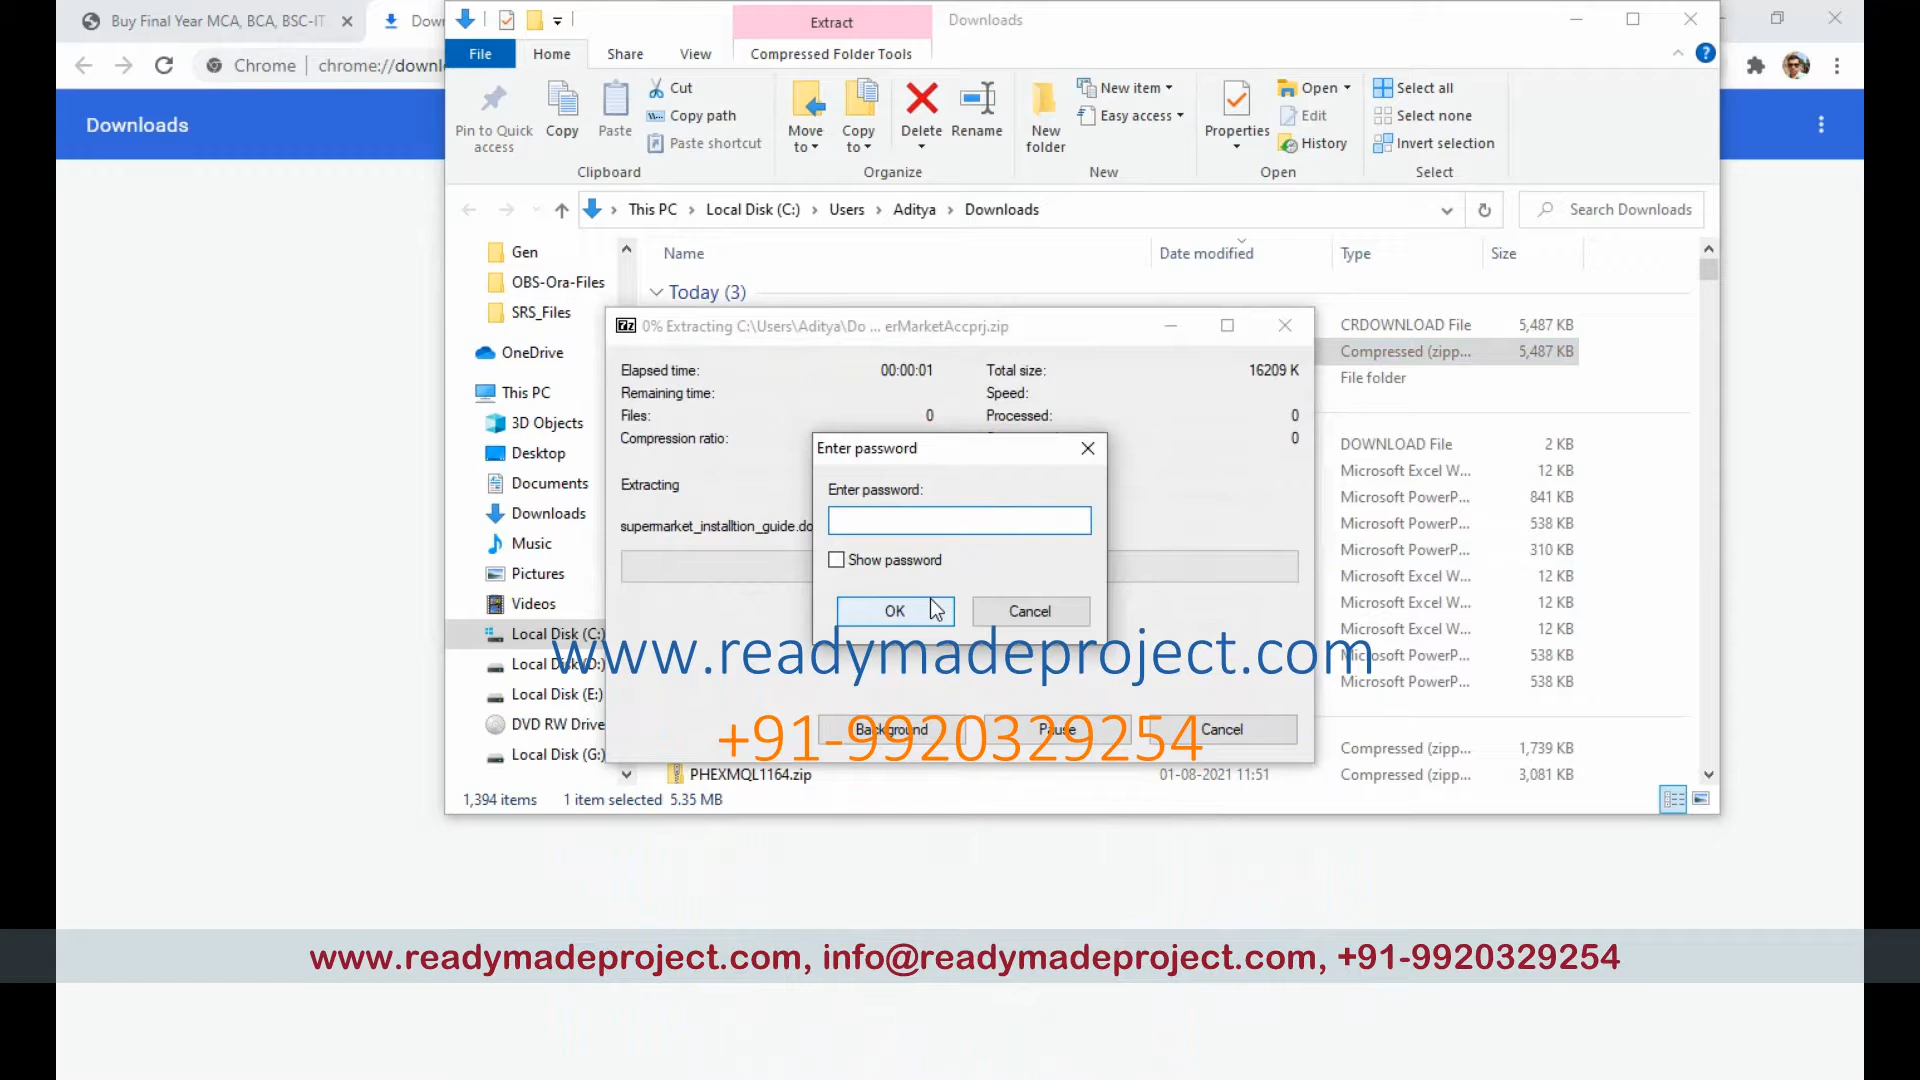 Buy Final Year MCA, BCA, BSC-IT
Down
Extract
Downloads
File
Home
Share
View
Compressed Folder Tools
Chrome
chrome://downl
Downloads
Pin to Quick access
Copy
Paste
Cut
Copy path
Paste shortcut
Move to
Copy to
Delete
Rename
New folder
New item
Easy access
Properties
Open
Edit
History
Select all
Select none
Invert selection
Clipboard
Organize
New
Open
Select
This PC
Local Disk (C:)
Users
Aditya
Downloads
Search Downloads
Name
Date modified
Type
Size
Today (3)
Gen
OBS-Ora-Files
SRS_Files
OneDrive
This PC
3D Objects
Desktop
Documents
Downloads
Music
Pictures
Videos
Local Disk (C:)
Local Disk (D:)
Local Disk (E:)
DVD RW Drive
Local Disk (G:)
CRDOWNLOAD File 5,487 KB
Compressed (zipp... 5,487 KB
File folder
DOWNLOAD File 2 KB
Microsoft Excel W... 12 KB
Microsoft PowerP... 841 KB
Microsoft PowerP... 538 KB
Microsoft PowerP... 310 KB
Microsoft Excel W... 12 KB
Microsoft Excel W... 12 KB
Microsoft Excel W... 12 KB
Microsoft PowerP... 538 KB
Microsoft PowerP... 538 KB
Compressed (zipp... 1,739 KB
PHEXMQL1164.zip 01-08-2021 11:51 Compressed (zipp... 3,081 KB
7z 0% Extracting C:\Users\Aditya\Do ... erMarketAccprj.zip
Elapsed time: 00:00:01 Total size: 16209 K
Remaining time: Speed:
Files: 0 Processed: 0
Compression ratio: 0
Extracting
supermarket_installtion_guide.do
Enter password
Enter password:
Show password
OK
Cancel
Background
Pause
Cancel
www.readymadeproject.com
+91-9920329254
1,394 items 1 item selected 5.35 MB
www.readymadeproject.com, info@readymadeproject.com, +91-9920329254